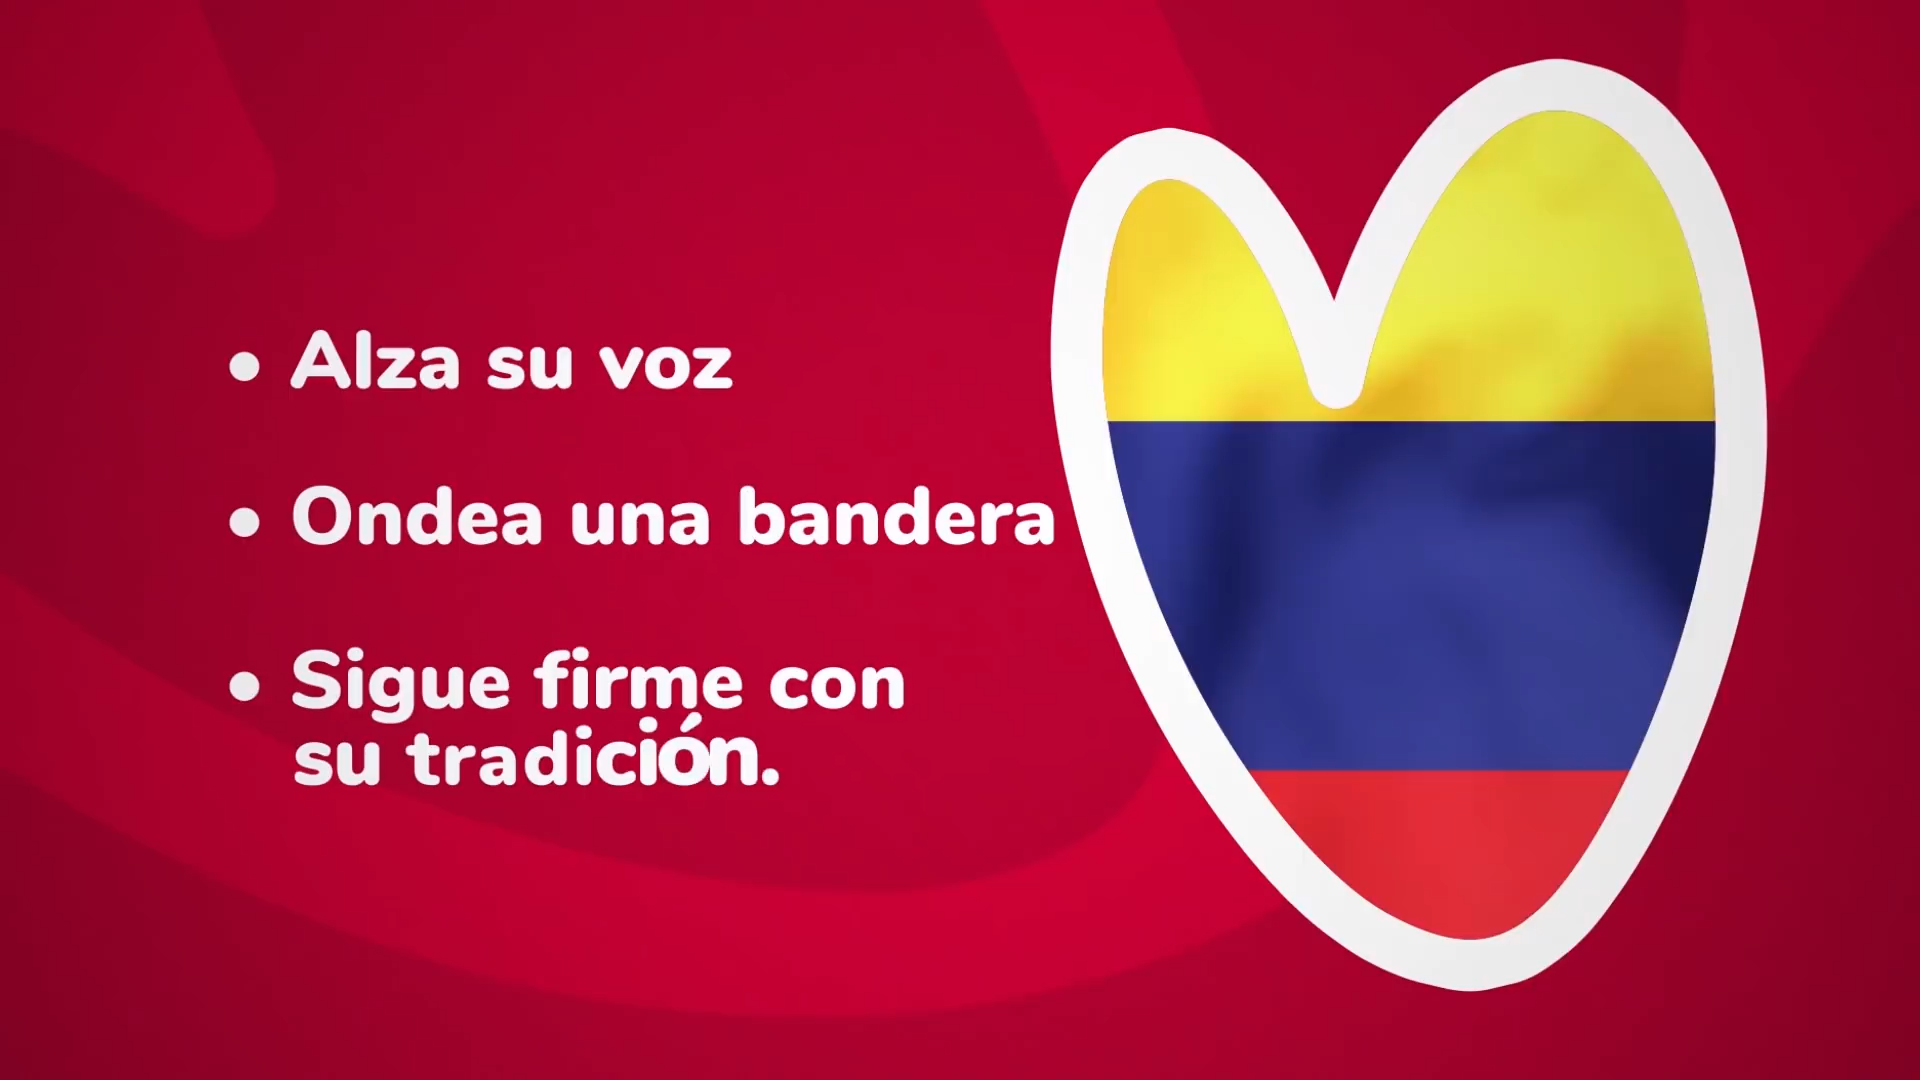 • Alza su voz
• Ondea una bandera
• Sigue firme con
su tradición.